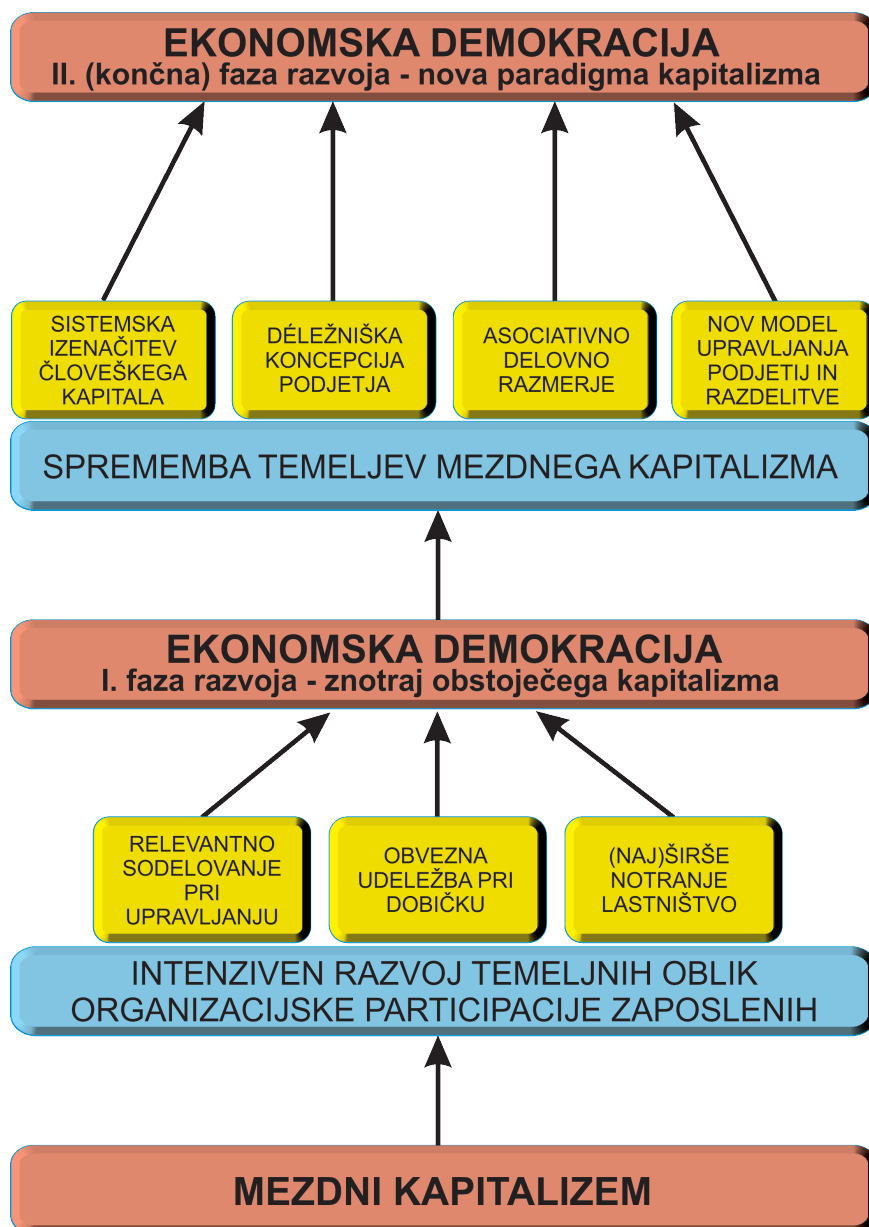 EKONOMSKA DEMOKRACIJA
II. (končna) faza razvoja - nova paradigma kapitalizma
SISTEMSKA
IZENAČITEV
ČLOVEŠKEGA
KAPITALA
DÉLEŽNIŠKA
KONCEPCIJA
PODJETJA
ASOCIATIVNO
DELOVNO
RAZMERJE
NOV MODEL
UPRAVLJANJA
PODJETIJ IN
RAZDELITVE
SPREMEMBA TEMELJEV MEZDNEGA KAPITALIZMA
EKONOMSKA DEMOKRACIJA
I. faza razvoja - znotraj obstoječega kapitalizma
RELEVANTNO
SODELOVANJE
PRI
UPRAVLJANJU
OBVEZNA
UDELEŽBA PRI
DOBIČKU
(NAJ)ŠIRŠE
NOTRANJE
LASTNIŠTVO
INTENZIVEN RAZVOJ TEMELJNIH OBLIK
ORGANIZACIJSKE PARTICIPACIJE ZAPOSLENIH
MEZDNI KAPITALIZEM